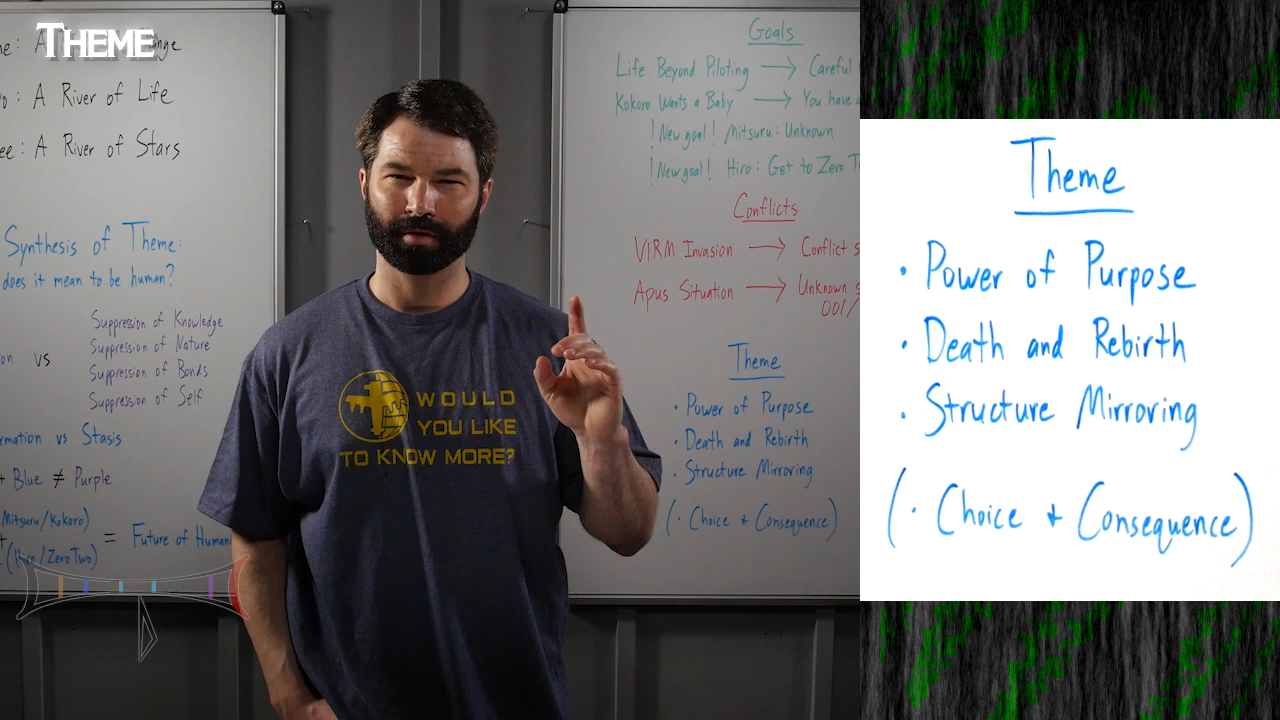 THEME
A River of Life
A River of Stars
Synthesis of Theme:
does it mean to be human?
Suppression of Knowledge
vs Suppression of Nature
Suppression of Bonds
Suppression of Self
vs Stasis
+ Blue ≠ Purple
(Mitsuru/Kokoro)
= Future of
(Hiro/Zero Two)
WOULD
YOU LIKE
TO KNOW MORE?
Goals
Life Beyond Piloting → Careful
Kokoro Wants a Baby → You have
!New goal! Mitsuru: Unknown
!New goal! Hiro: Get to Zero
Conflicts
VIRM Invasion → Conflict
Apus Situation → Unknown
001/
Theme
• Power of Purpose
• Death and Rebirth
• Structure Mirroring
(• Choice + Consequence)
Theme
• Power of Purpose
• Death and Rebirth
• Structure Mirroring
(• Choice + Consequence)